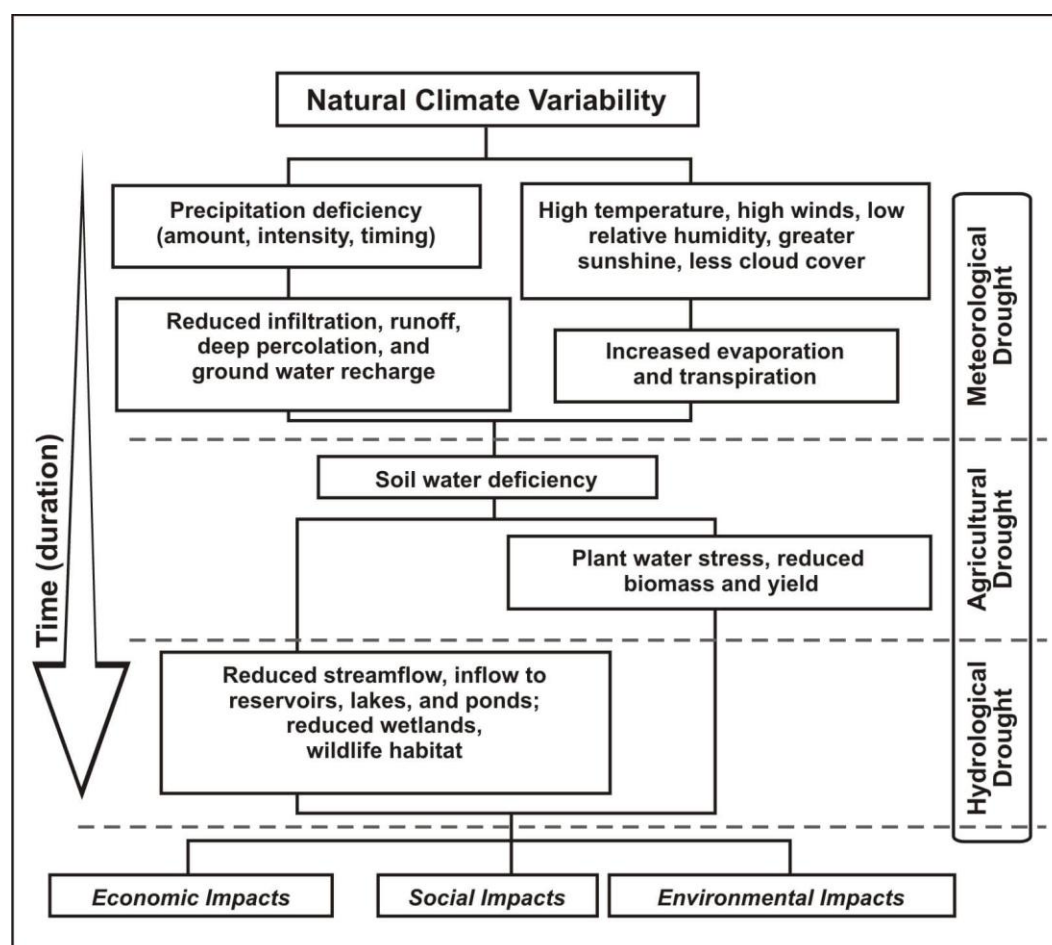 Natural Climate Variability
Precipitation deficiency
(amount, intensity, timing)
High temperature, high winds, low
relative humidity, greater
sunshine, less cloud cover
Reduced infiltration, runoff,
deep percolation, and
ground water recharge
Increased evaporation
and transpiration
Meteorological
Drought
Time (duration)
Soil water deficiency
Plant water stress, reduced
biomass and yield
Agricultural
Drought
Reduced streamflow, inflow to
reservoirs, lakes, and ponds;
reduced wetlands,
wildlife habitat
Hydrological
Drought
Economic Impacts
Social Impacts
Environmental Impacts